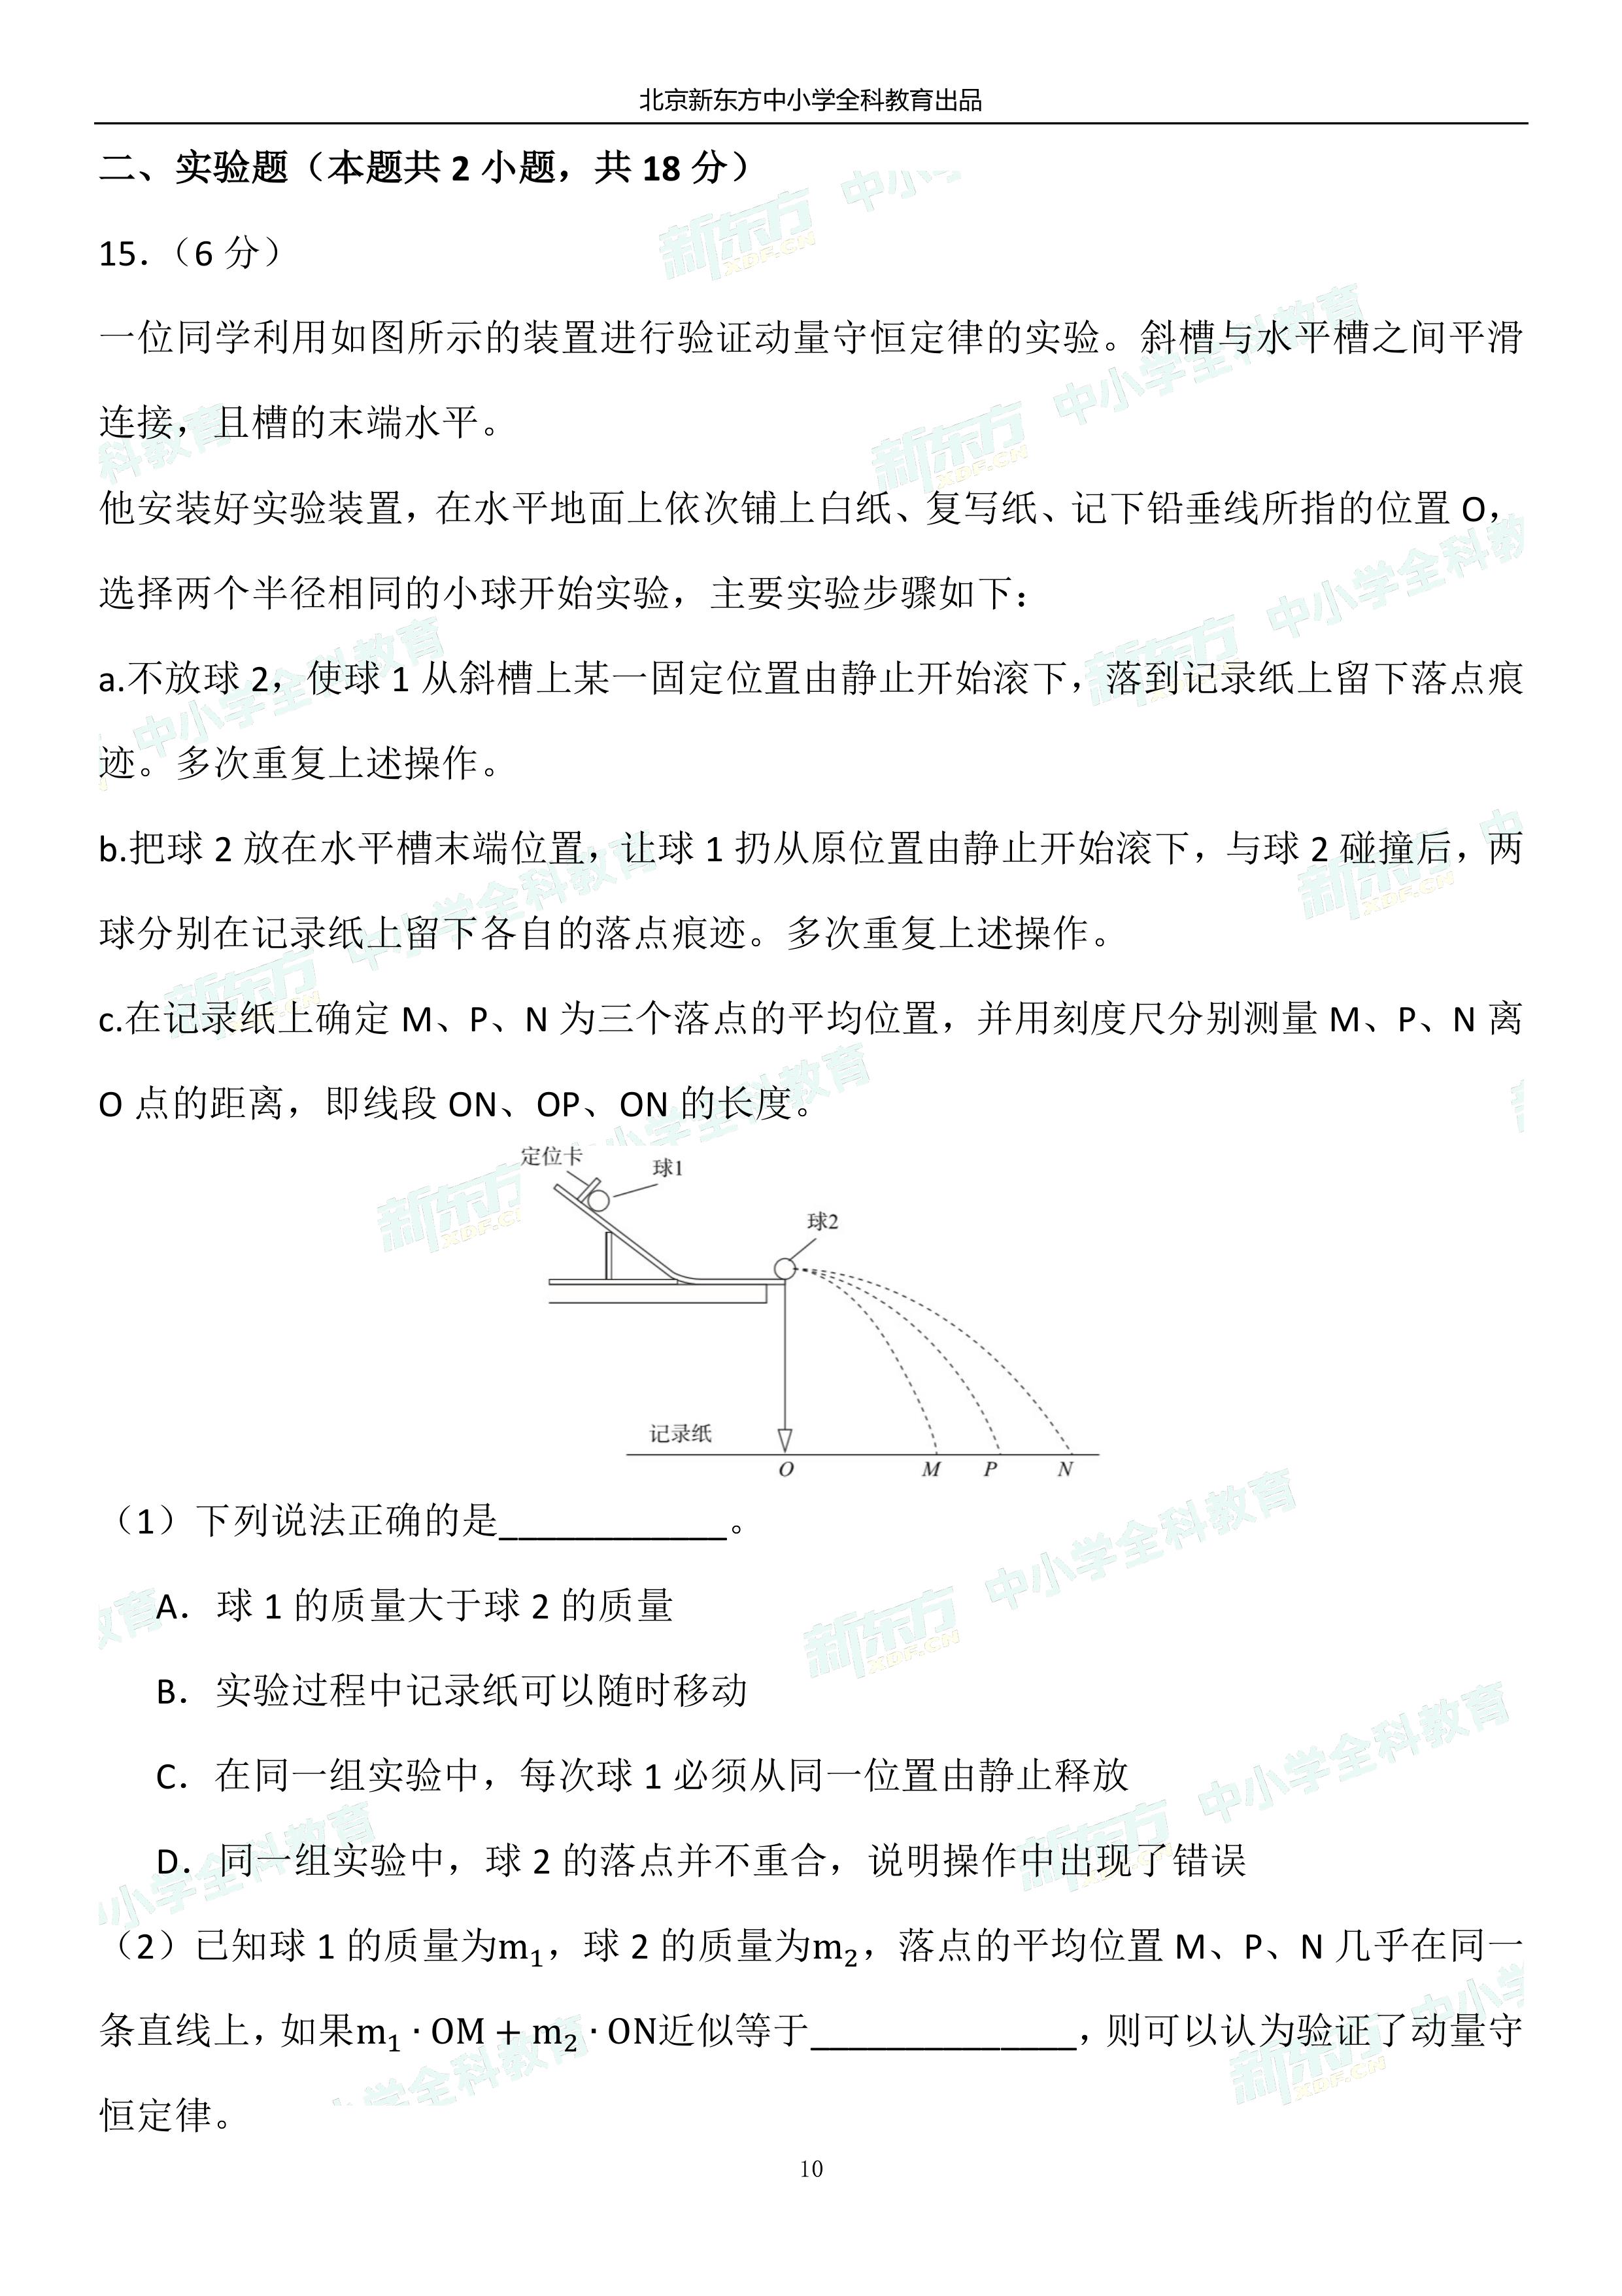 北京新东方中小学全科教育出品
二、实验题（本题共 2 小题，共 18 分）
15.（6 分）
一位同学利用如图所示的装置进行验证动量守恒定律的实验。斜槽与水平槽之间平滑
连接，且槽的末端水平。
他安装好实验装置，在水平地面上依次铺上白纸、复写纸、记下铅垂线所指的位置 O，
选择两个半径相同的小球开始实验，主要实验步骤如下：
a.不放球 2，使球 1 从斜槽上某一固定位置由静止开始滚下，落到记录纸上留下落点痕
迹。多次重复上述操作。
b.把球 2 放在水平槽末端位置，让球 1 扔从原位置由静止开始滚下，与球 2 碰撞后，两
球分别在记录纸上留下各自的落点痕迹。多次重复上述操作。
c.在记录纸上确定 M、P、N 为三个落点的平均位置，并用刻度尺分别测量 M、P、N 离
O 点的距离，即线段 ON、OP、ON 的长度。
定位卡
球1
球2
记录纸
O M P N
（1）下列说法正确的是____________。
A．球 1 的质量大于球 2 的质量
B．实验过程中记录纸可以随时移动
C．在同一组实验中，每次球 1 必须从同一位置由静止释放
D．同一组实验中，球 2 的落点并不重合，说明操作中出现了错误
（2）已知球 1 的质量为m₁，球 2 的质量为m₂，落点的平均位置 M、P、N 几乎在同一
条直线上，如果m₁ · OM + m₂ · ON近似等于______________，则可以认为验证了动量守
恒定律。
10
新东方 XDF.CN 中小学全科教育